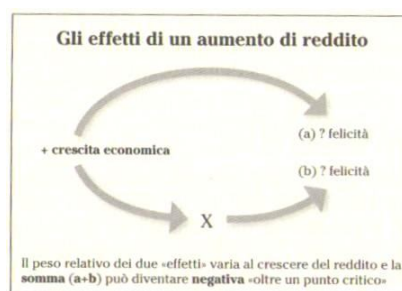 Gli effetti di un aumento di reddito
(a) ? felicità
+ crescita economica
(b) ? felicità
X
Il peso relativo dei due «effetti» varia al crescere del reddito e la
somma (a+b) può diventare negativa «oltre un punto critico»